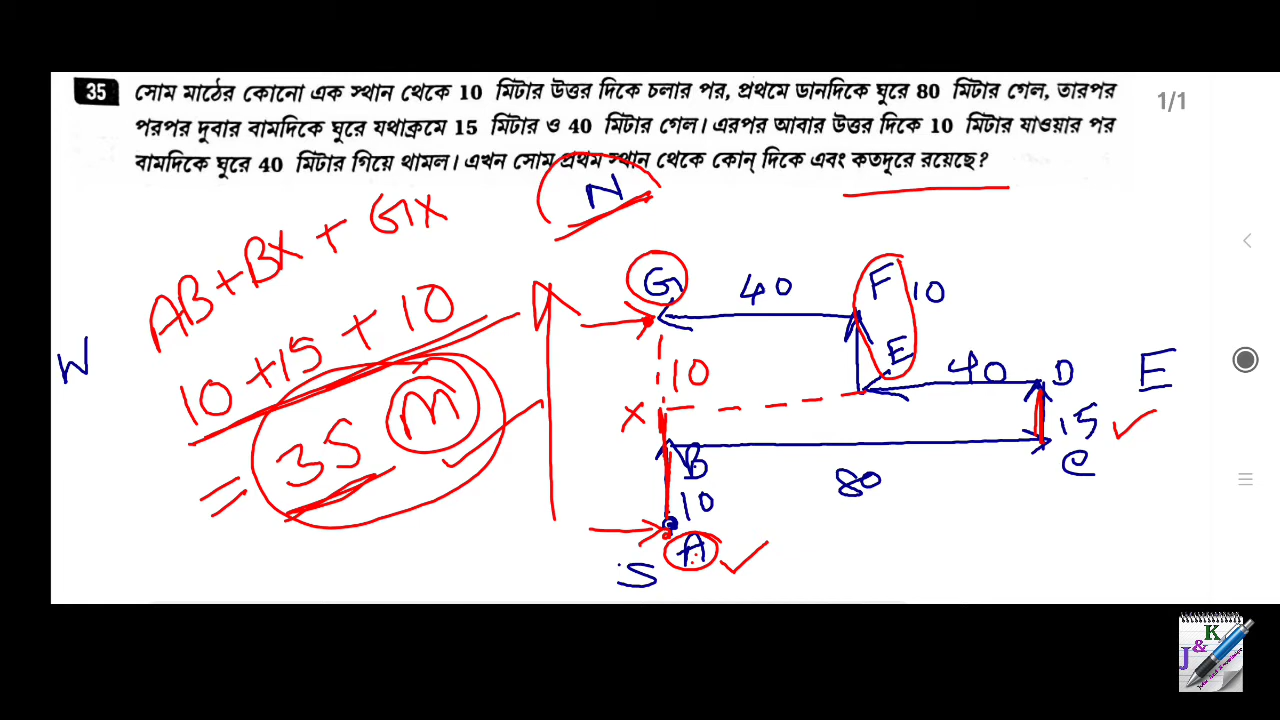 35 সোম মাঠের কোনো এক স্থান থেকে 10 মিটার উত্তর দিকে চলার পর, প্রথমে ডানদিকে ঘুরে 80 মিটার গেল, তারপর
পরপর দুবার বামদিকে ঘুরে যথাক্রমে 15 মিটার ও 40 মিটার গেল। এরপর আবার উত্তর দিকে 10 মিটার যাওয়ার পর
বামদিকে ঘুরে 40 মিটার গিয়ে থামল। এখন সোম প্রথম স্থান থেকে কোন্ দিকে এবং কতদূরে রয়েছে?
1/1
N
AB+BX + GX
10+15+10
= 35 M
W
G 40 F 10
E
10 40 D E
X 15
B C
80
10
A
S
J & K